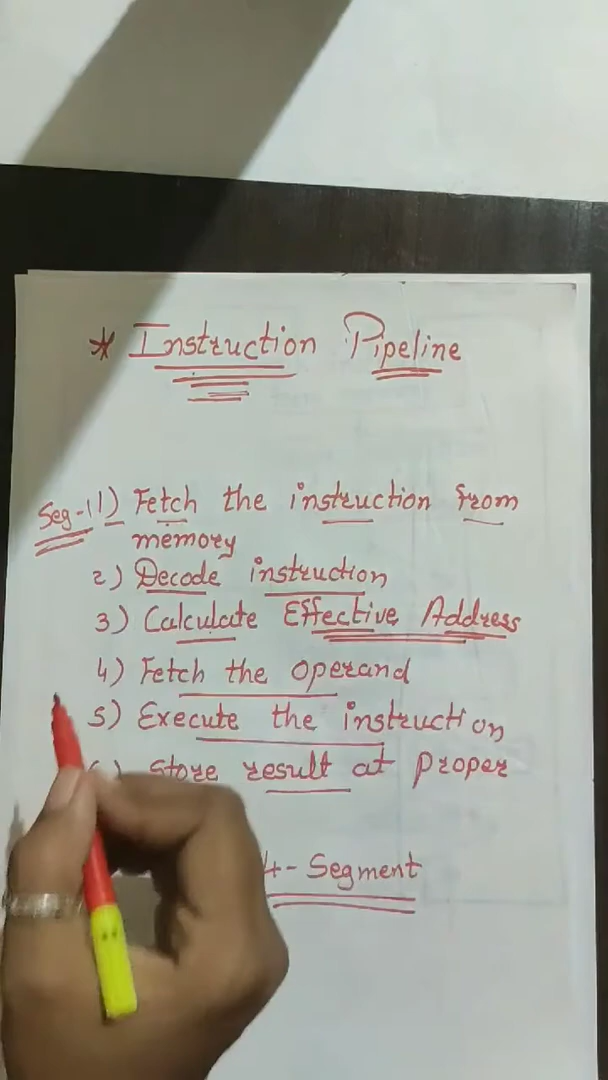 * Instruction Pipeline
Seg-1 1) Fetch the instruction from
memory
2) Decode instruction
3) Calculate Effective Address
4) Fetch the operand
5) Execute the instruction
Store result at proper
4-Segment